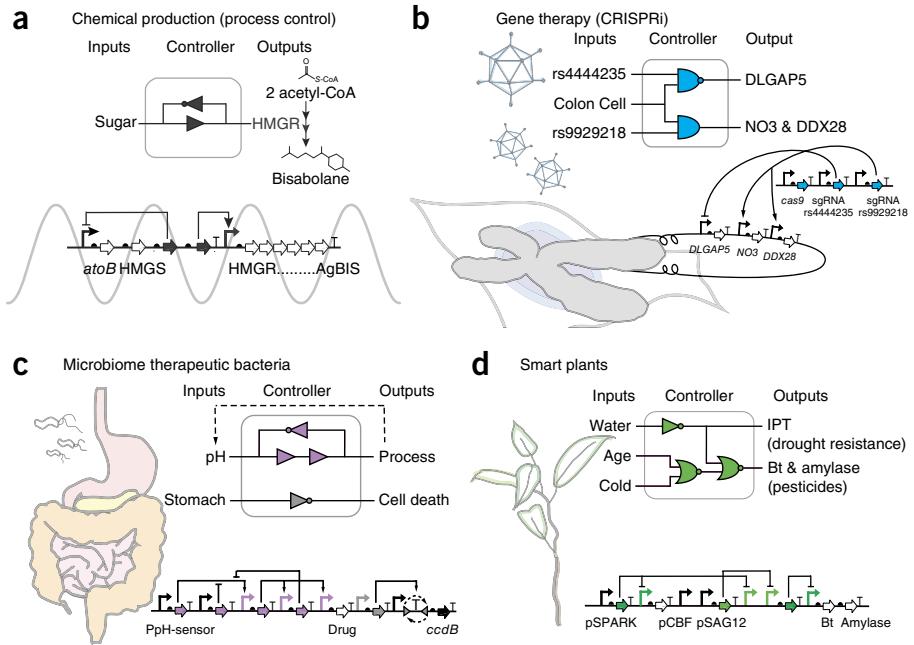 a
Chemical production (process control)
Inputs Controller Outputs
O
S-CoA
2 acetyl-CoA
Sugar
HMGR
Bisabolane
atoB HMGS
HMGR.........AgBIS
b
Gene therapy (CRISPRi)
Inputs Controller Output
rs4444235
DLGAP5
Colon Cell
rs9929218
NO3 & DDX28
cas9 sgRNA sgRNA
rs4444235 rs9929218
DLGAP5 NO3 DDX28
c
Microbiome therapeutic bacteria
Inputs Controller Outputs
pH
Process
Stomach
Cell death
PpH-sensor
Drug
ccdB
d
Smart plants
Inputs Controller Outputs
Water
IPT
(drought resistance)
Age
Bt & amylase
Cold
(pesticides)
pSPARK pCBF pSAG12 Bt Amylase